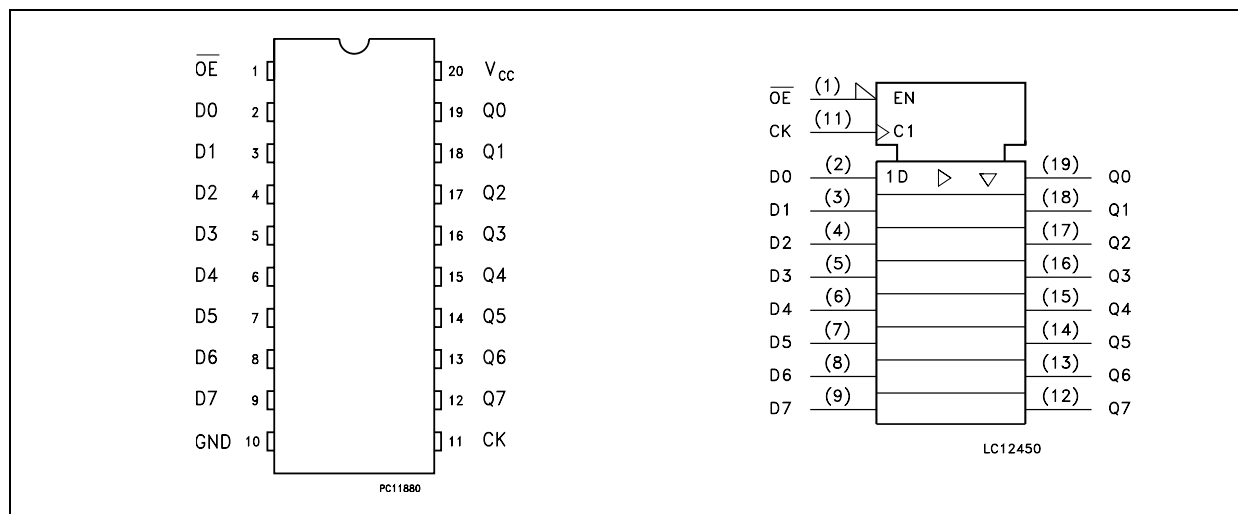 O̅E̅ 1 20 VCC
D0 2 19 Q0
D1 3 18 Q1
D2 4 17 Q2
D3 5 16 Q3
D4 6 15 Q4
D5 7 14 Q5
D6 8 13 Q6
D7 9 12 Q7
GND 10 11 CK
PC11880
O̅E̅ (1) EN
CK (11) C1
D0 (2) 1D (19) Q0
D1 (3) (18) Q1
D2 (4) (17) Q2
D3 (5) (16) Q3
D4 (6) (15) Q4
D5 (7) (14) Q5
D6 (8) (13) Q6
D7 (9) (12) Q7
LC12450